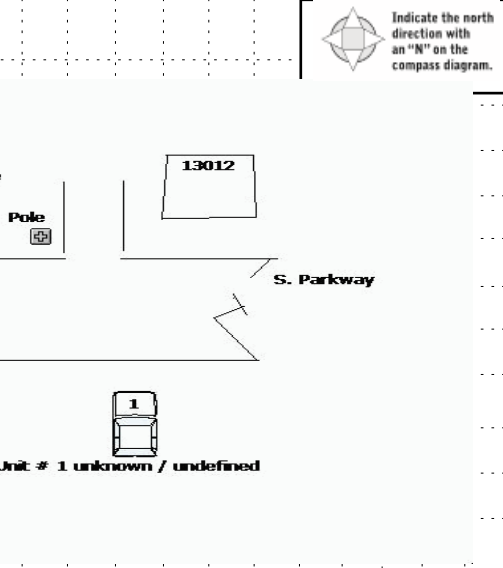 Indicate the north
direction with
an “N” on the
compass diagram.
13012
Pole
S. Parkway
1
Unit # 1 unknown / undefined